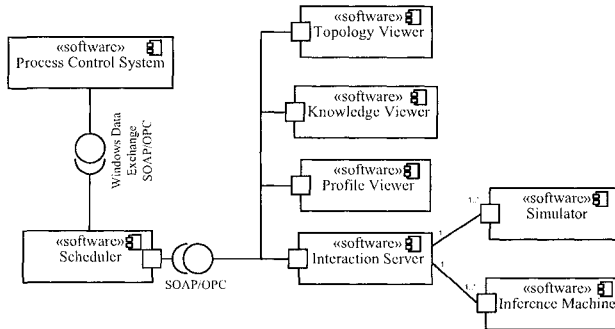 «software»
Process Control System
Windows Data
Exchange
SOAP/OPC
«software»
Scheduler
SOAP/OPC
«software»
Topology Viewer
«software»
Knowledge Viewer
«software»
Profile Viewer
«software»
Interaction Server
1
1
1..*
«software»
Simulator
1..*
«software»
Inference Machine